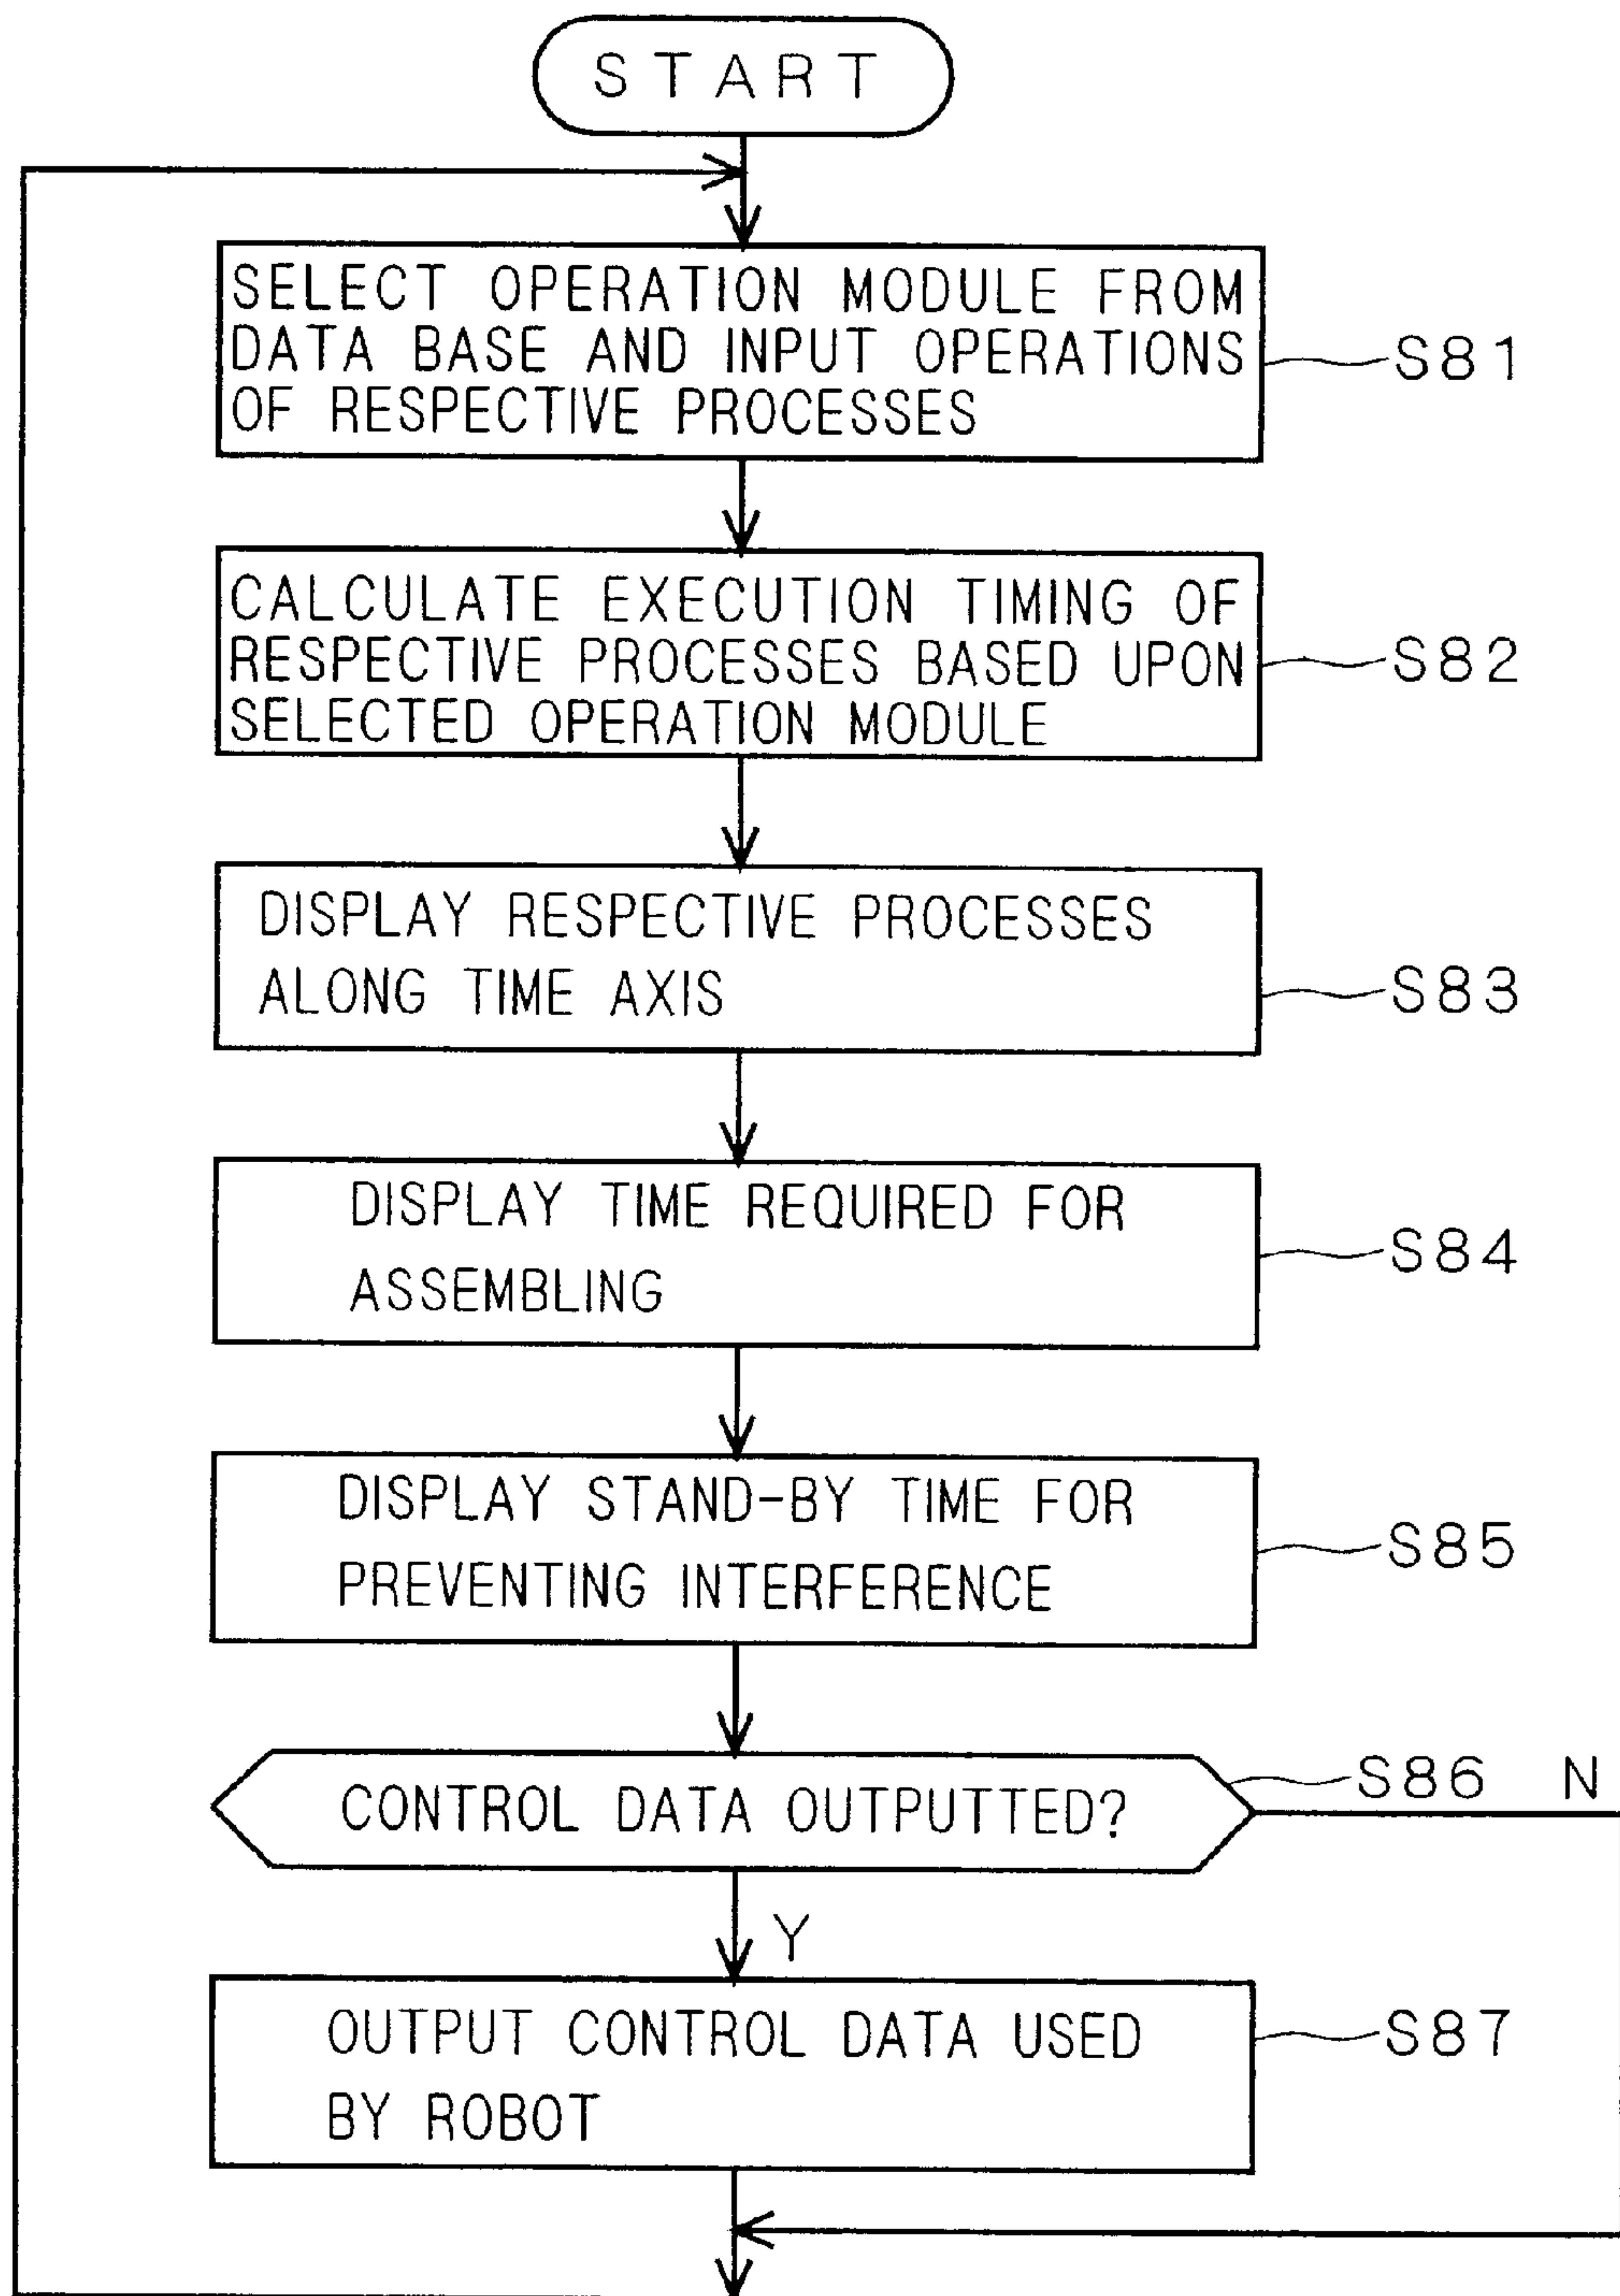 START
SELECT OPERATION MODULE FROM
DATA BASE AND INPUT OPERATIONS
OF RESPECTIVE PROCESSES
S81
CALCULATE EXECUTION TIMING OF
RESPECTIVE PROCESSES BASED UPON
SELECTED OPERATION MODULE
S82
DISPLAY RESPECTIVE PROCESSES
ALONG TIME AXIS
S83
DISPLAY TIME REQUIRED FOR
ASSEMBLING
S84
DISPLAY STAND-BY TIME FOR
PREVENTING INTERFERENCE
S85
CONTROL DATA OUTPUTTED?
S86
N
Y
OUTPUT CONTROL DATA USED
BY ROBOT
S87